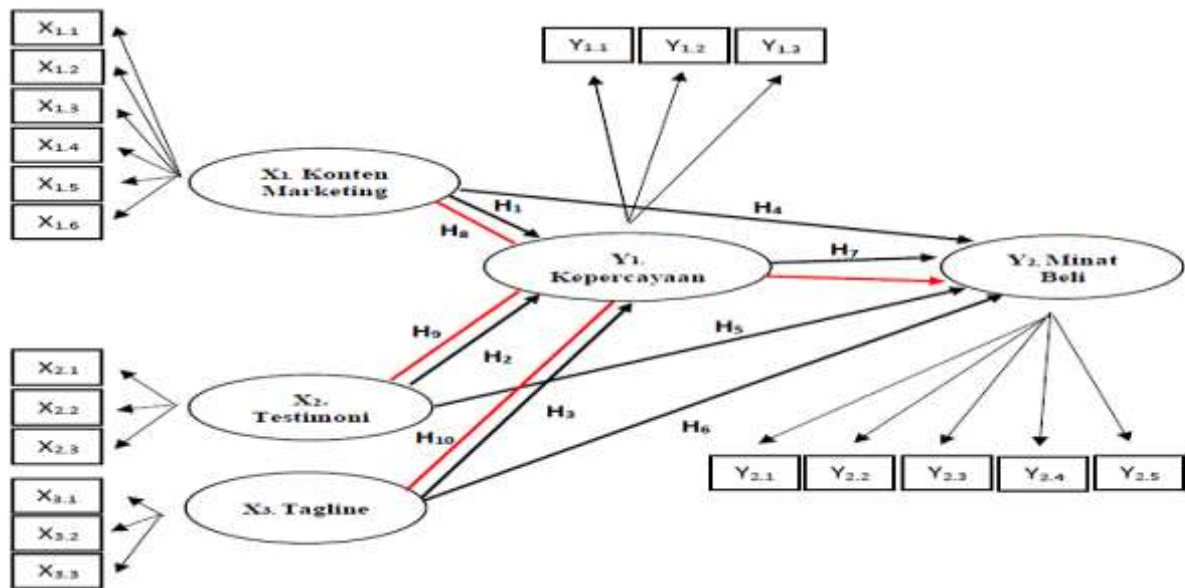 X1.1
X1.2
X1.3
X1.4
X1.5
X1.6
Y1.1
Y1.2
Y1.3
X1. Konten
Marketing
H1
H8
H4
Y1.
Kepercayaan
H7
Y2. Minat
Beli
H9
H2
H5
X2.1
X2.2
X2.3
X2.
Testimoni
H10
H3
H6
Y2.1
Y2.2
Y2.3
Y2.4
Y2.5
X3.1
X3.2
X3.3
X3. Tagline